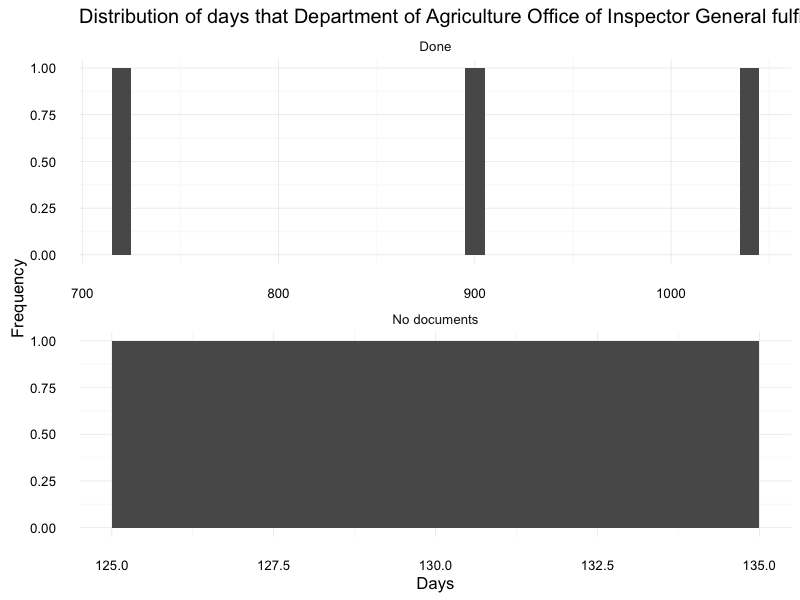 Distribution of days that Department of Agriculture Office of Inspector General
Done
1.00
0.75
0.50
0.25
0.00
700 800 900 1000
Frequency
No documents
1.00
0.75
0.50
0.25
0.00
125.0 127.5 130.0 132.5 135.0
Days